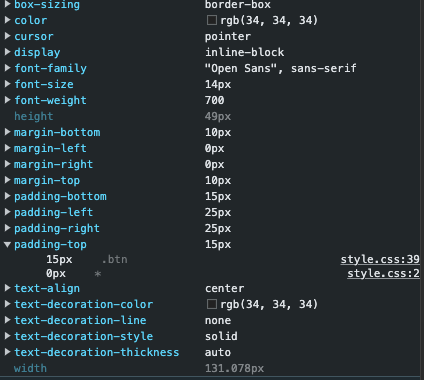 box-sizing border-box
color rgb(34, 34, 34)
cursor pointer
display inline-block
font-family "Open Sans", sans-serif
font-size 14px
font-weight 700
height 49px
margin-bottom 10px
margin-left 0px
margin-right 0px
margin-top 10px
padding-bottom 15px
padding-left 25px
padding-right 25px
padding-top 15px
15px .btn style.css:39
0px * style.css:2
text-align center
text-decoration-color rgb(34, 34, 34)
text-decoration-line none
text-decoration-style solid
text-decoration-thickness auto
width 131.078px